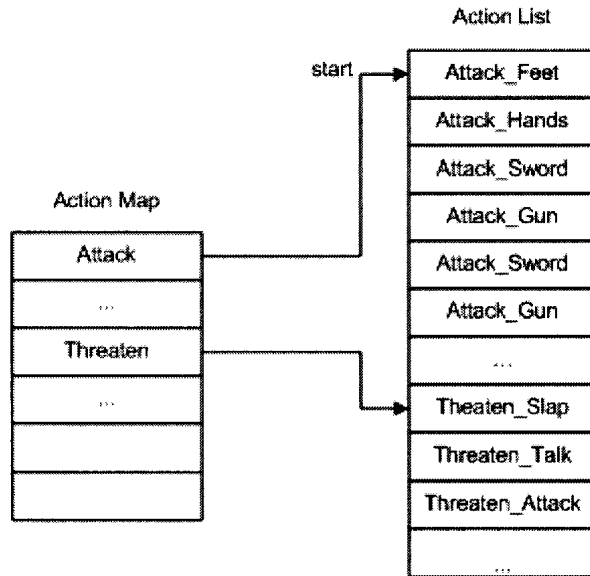 Action List
start
Attack_Feet
Attack_Hands
Attack_Sword
Attack_Gun
Attack_Sword
Attack_Gun
...
Theaten_Slap
Threaten_Talk
Threaten_Attack
...
Action Map
Attack
...
Threaten
...